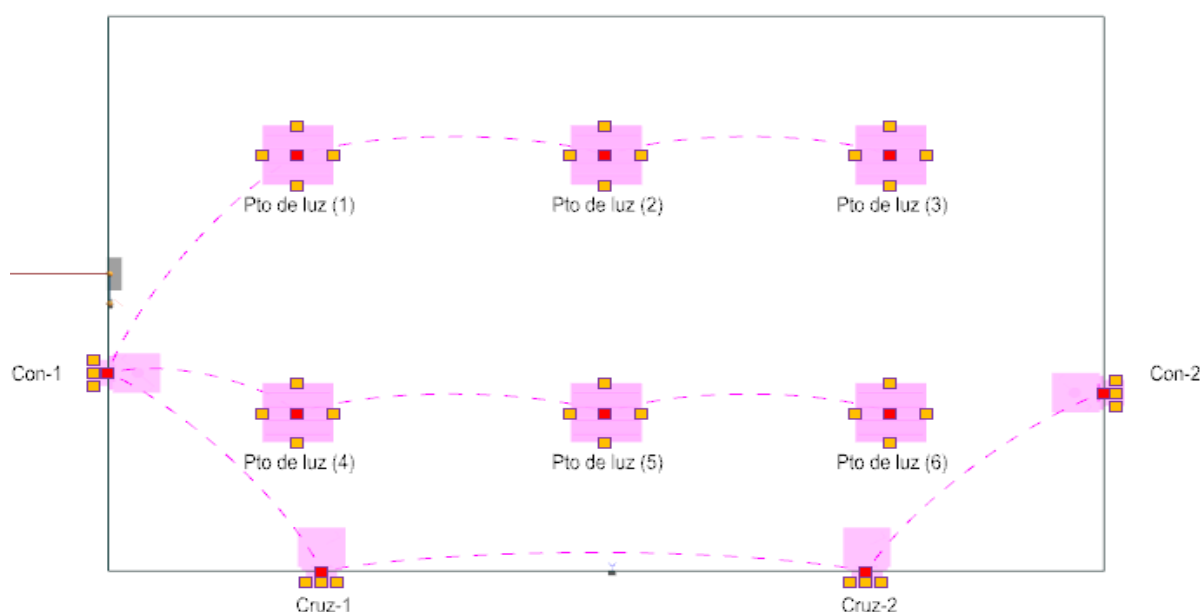 Pto de luz (1)
Pto de luz (2)
Pto de luz (3)
Con-1
Con-2
Pto de luz (4)
Pto de luz (5)
Pto de luz (6)
Cruz-1
Cruz-2